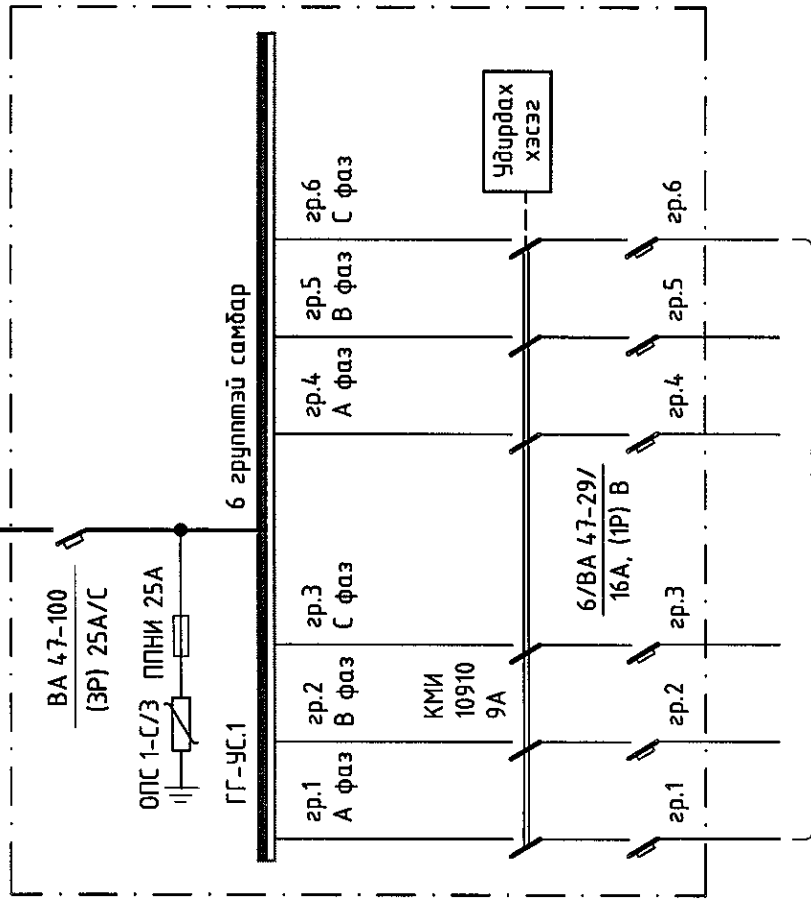 ВА 47-100
(3P) 25А/С
ППНИ 25А
ОПС 1-С/3
ГГ-УС.1
6 групптэй самбар
гр.1
А фаз
гр.2
В фаз
гр.3
С фаз
гр.4
А фаз
гр.5
В фаз
гр.6
С фаз
КМИ
10910
9А
Удирдах
хэсэг
6/ВА 47-29/
16А, (1P) В
гр.1
гр.2
гр.3
гр.4
гр.5
гр.6